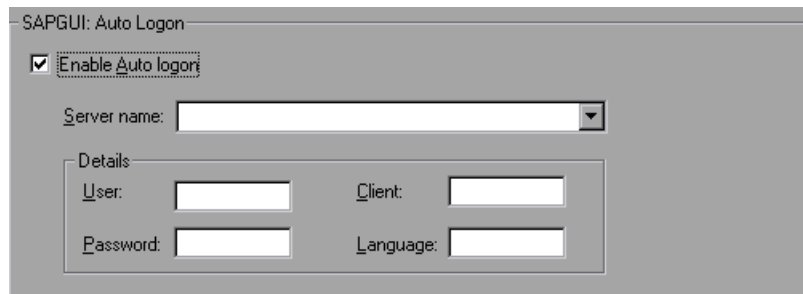 SAPGUI: Auto Logon
Enable Auto logon
Server name:
Details
User: Client:
Password: Language: